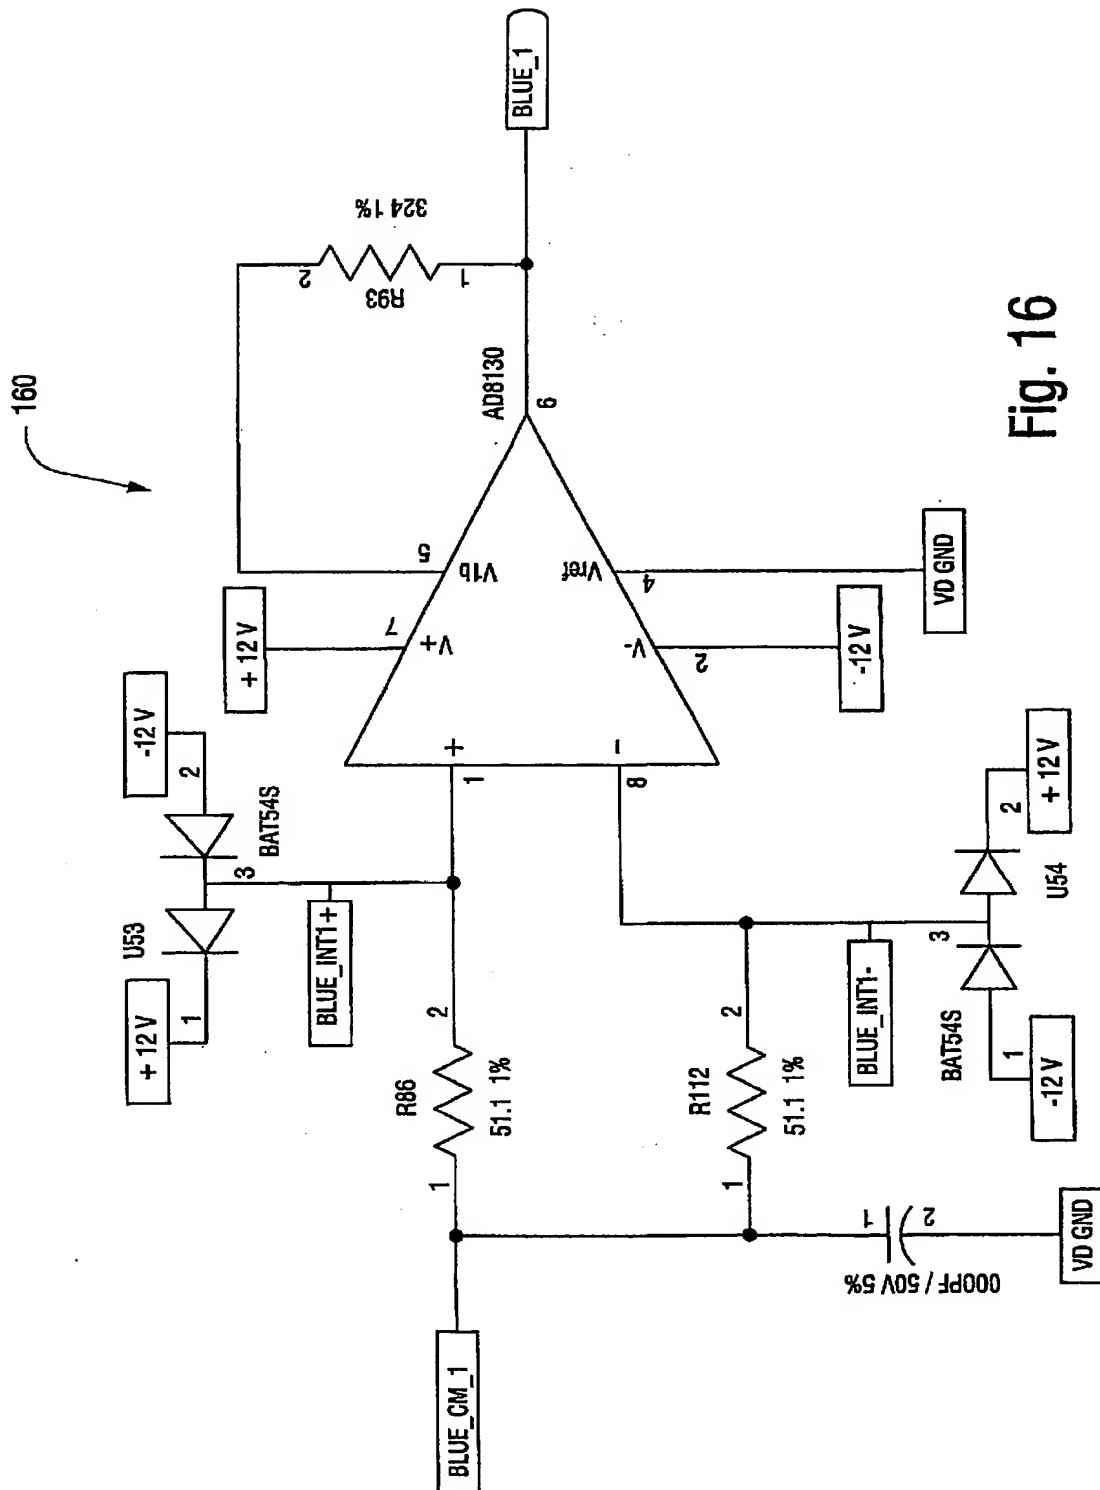 160
+12 V
1
U53
-12 V
2
BAT54S
3
BLUE_INT1+
+ 12 V
7
V+
5
V1b
R93
324 1%
2
1
AD8130
6
BLUE_1
+
1
-
8
Vref
4
VD GND
V-
2
-12 V
BLUE_CM_1
R86
1
2
51.1 1%
R112
1
2
51.1 1%
1
2
000PF / 50V 5%
VD GND
BLUE_INT1-
3
BAT54S
1
-12 V
U54
2
+ 12 V
Fig. 16